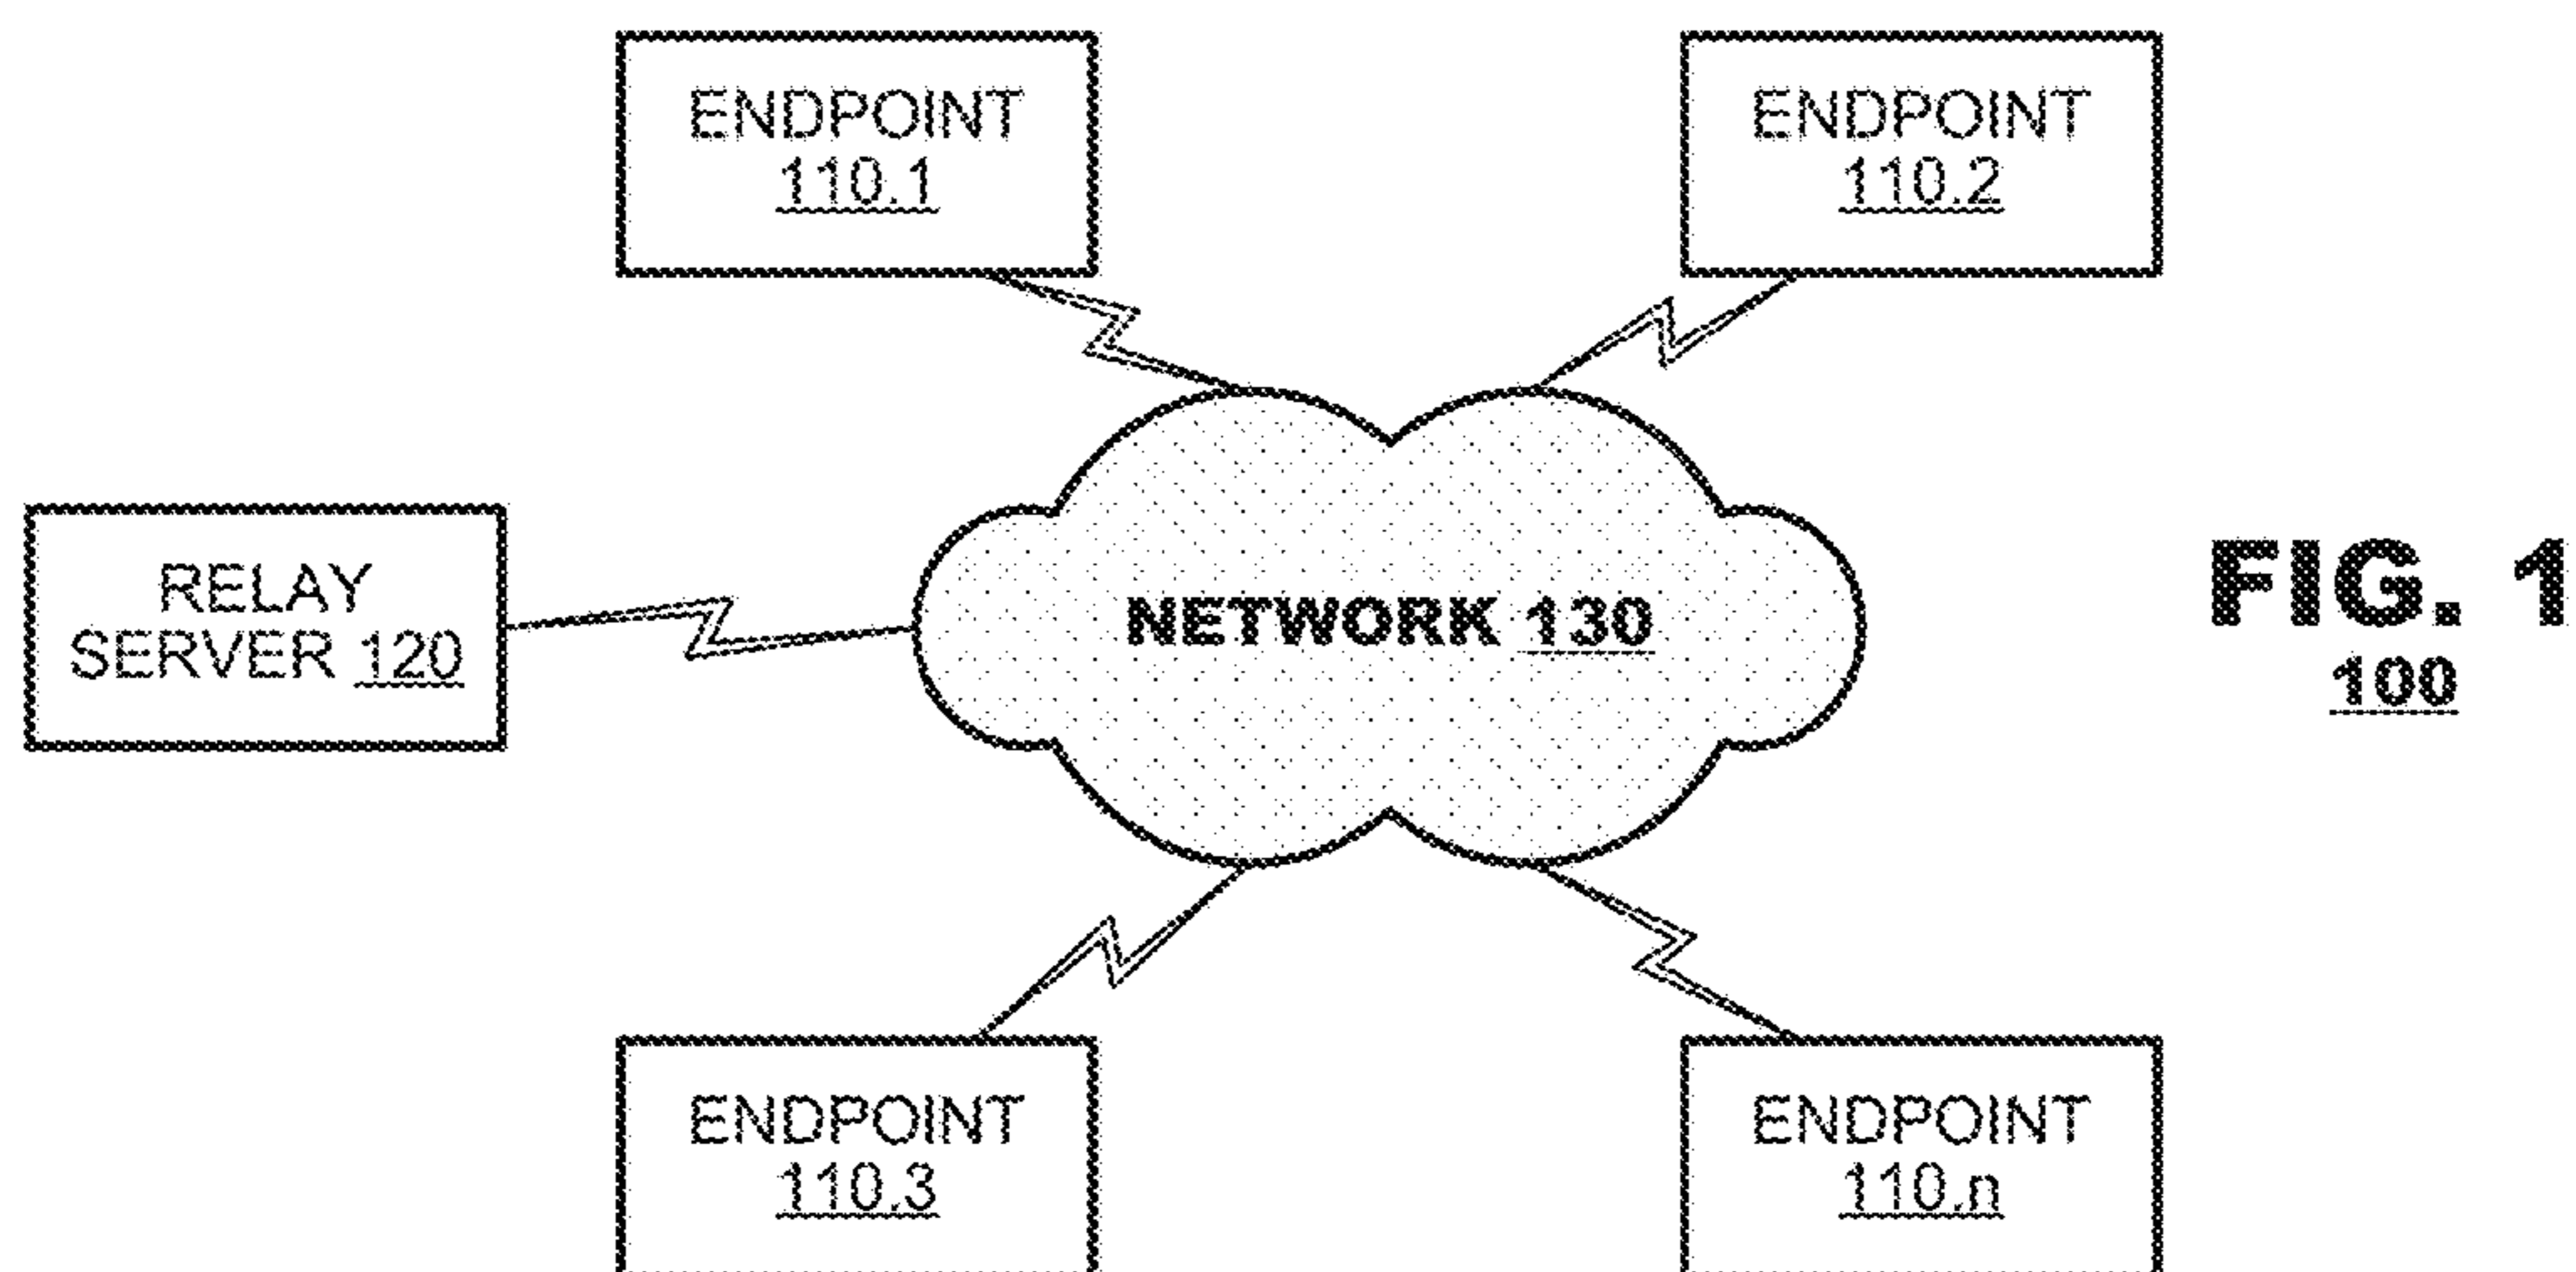 ENDPOINT
110.1
ENDPOINT
110.2
RELAY
SERVER 120
NETWORK 130
FIG. 1
100
ENDPOINT
110.3
ENDPOINT
110.n